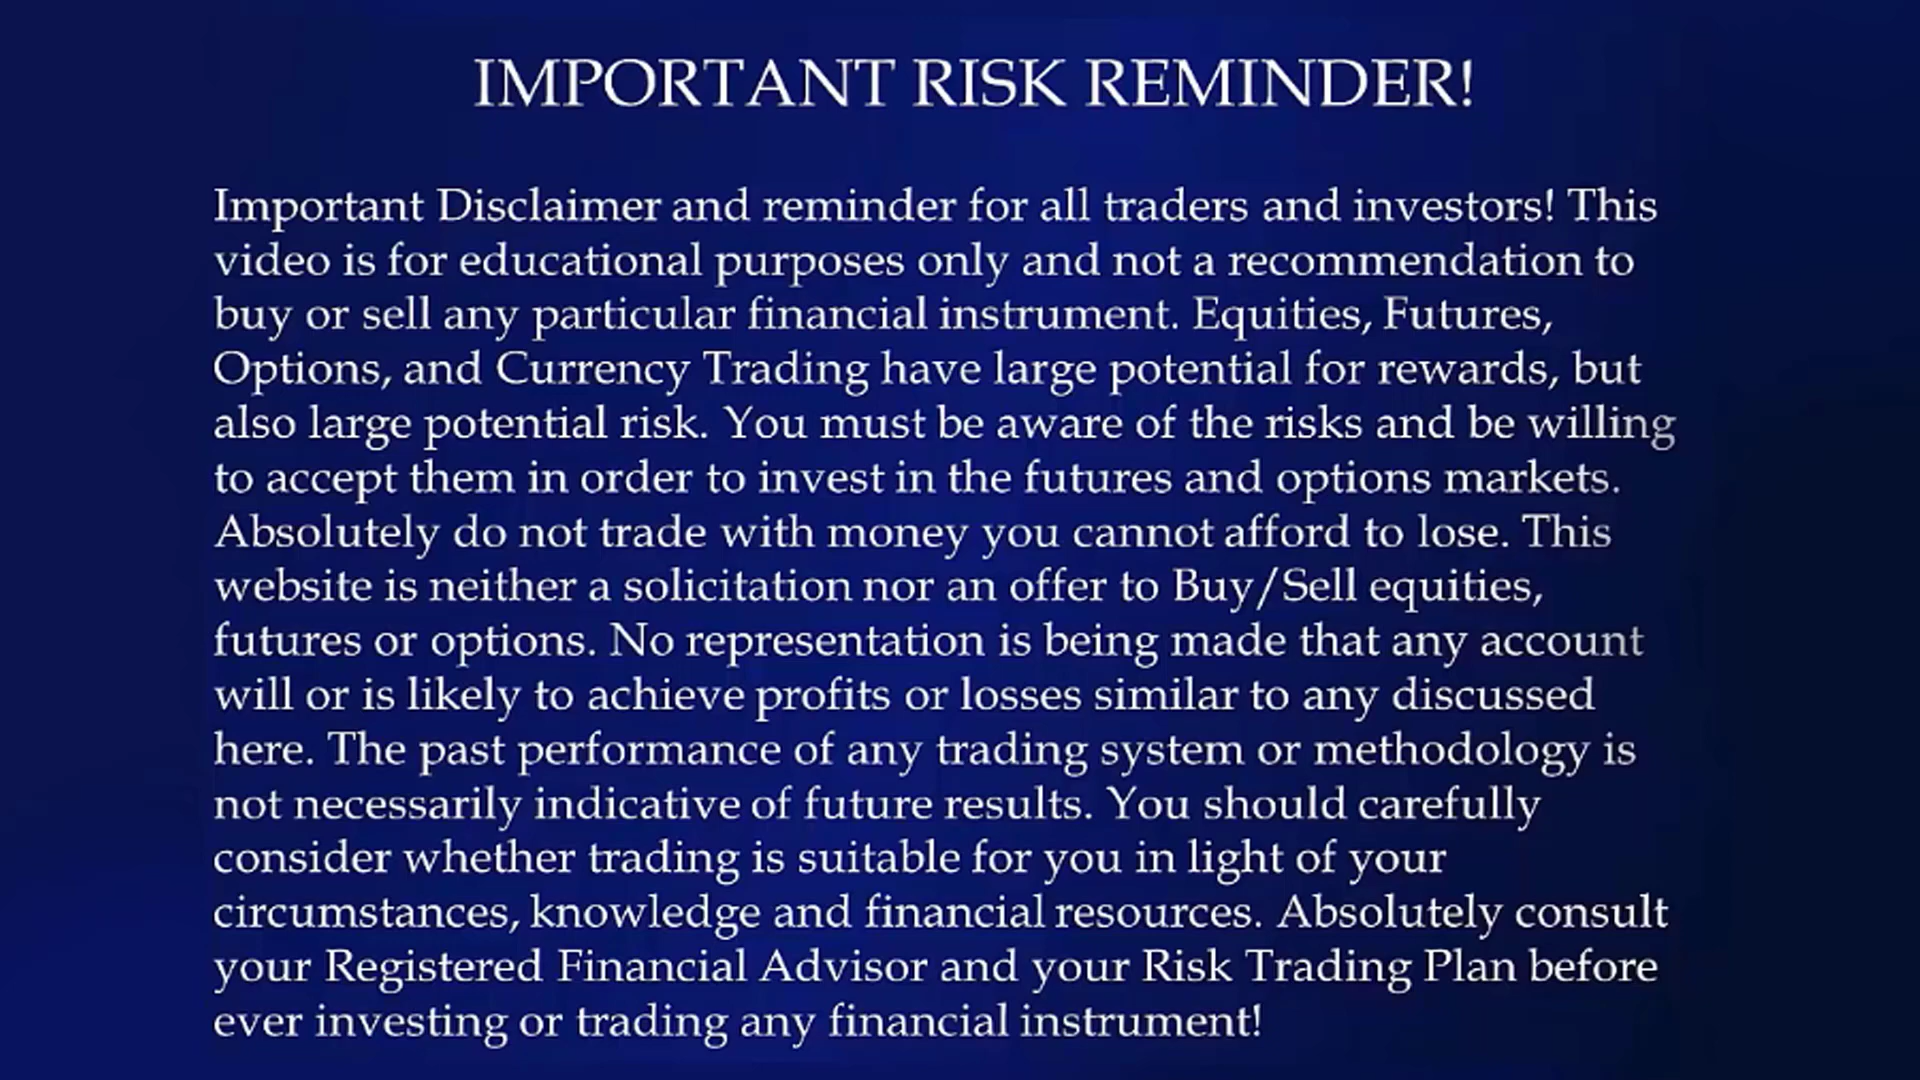 IMPORTANT RISK REMINDER!
Important Disclaimer and reminder for all traders and investors! This
video is for educational purposes only and not a recommendation to
buy or sell any particular financial instrument. Equities, Futures,
Options, and Currency Trading have large potential for rewards, but
also large potential risk. You must be aware of the risks and be willing
to accept them in order to invest in the futures and options markets.
Absolutely do not trade with money you cannot afford to lose. This
website is neither a solicitation nor an offer to Buy/Sell equities,
futures or options. No representation is being made that any account
will or is likely to achieve profits or losses similar to any discussed
here. The past performance of any trading system or methodology is
not necessarily indicative of future results. You should carefully
consider whether trading is suitable for you in light of your
circumstances, knowledge and financial resources. Absolutely consult
your Registered Financial Advisor and your Risk Trading Plan before
ever investing or trading any financial instrument!